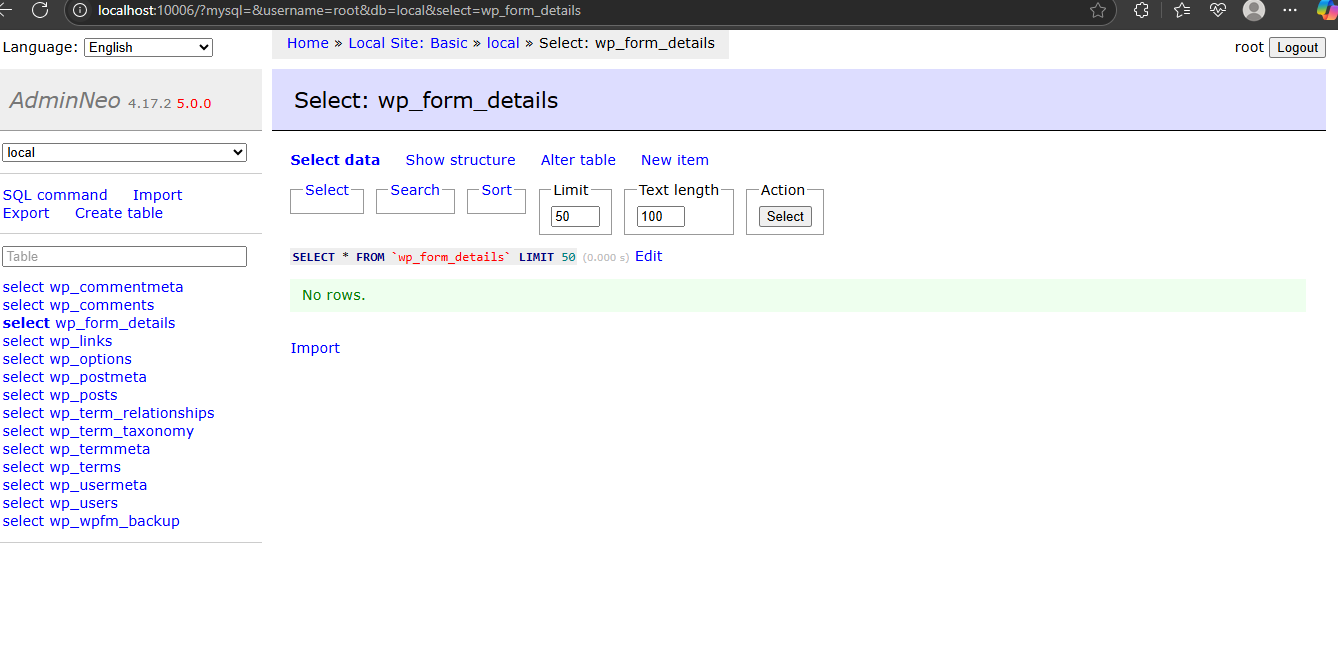 localhost:10006/?mysql=&username=root&db=local&select=wp_form_details
Language: English
Home » Local Site: Basic » local » Select: wp_form_details
root Logout
AdminNeo 4.17.2 5.0.0
Select: wp_form_details
local
SQL command Import
Export Create table
Table
select wp_commentmeta
select wp_comments
select wp_form_details
select wp_links
select wp_options
select wp_postmeta
select wp_posts
select wp_term_relationships
select wp_term_taxonomy
select wp_termmeta
select wp_terms
select wp_usermeta
select wp_users
select wp_wpfm_backup
Select data Show structure Alter table New item
Select Search Sort Limit Text length Action
50 100 Select
SELECT * FROM `wp_form_details` LIMIT 50 (0.000 s) Edit
No rows.
Import